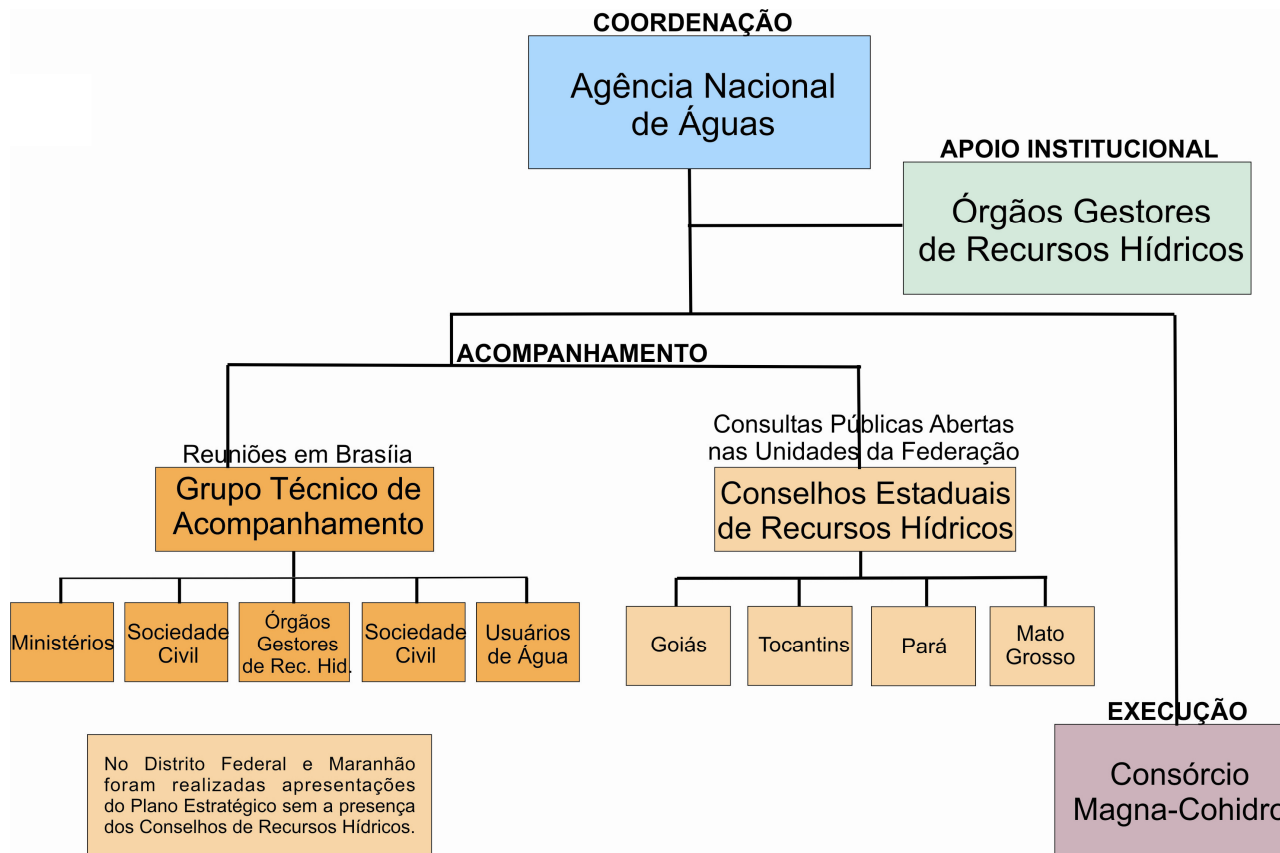 COORDENAÇÃO
Agência Nacional
de Águas
APOIO INSTITUCIONAL
Órgãos Gestores
de Recursos Hídricos
ACOMPANHAMENTO
Reuniões em Brasíia
Grupo Técnico de
Acompanhamento
Consultas Públicas Abertas
nas Unidades da Federação
Conselhos Estaduais
de Recursos Hídricos
Ministérios
Sociedade
Civil
Órgãos
Gestores
de Rec. Hid.
Sociedade
Civil
Usuários
de Água
Goiás
Tocantins
Pará
Mato
Grosso
EXECUÇÃO
Consórcio
Magna-Cohidro
No Distrito Federal e Maranhão
foram realizadas apresentações
do Plano Estratégico sem a presença
dos Conselhos de Recursos Hídricos.